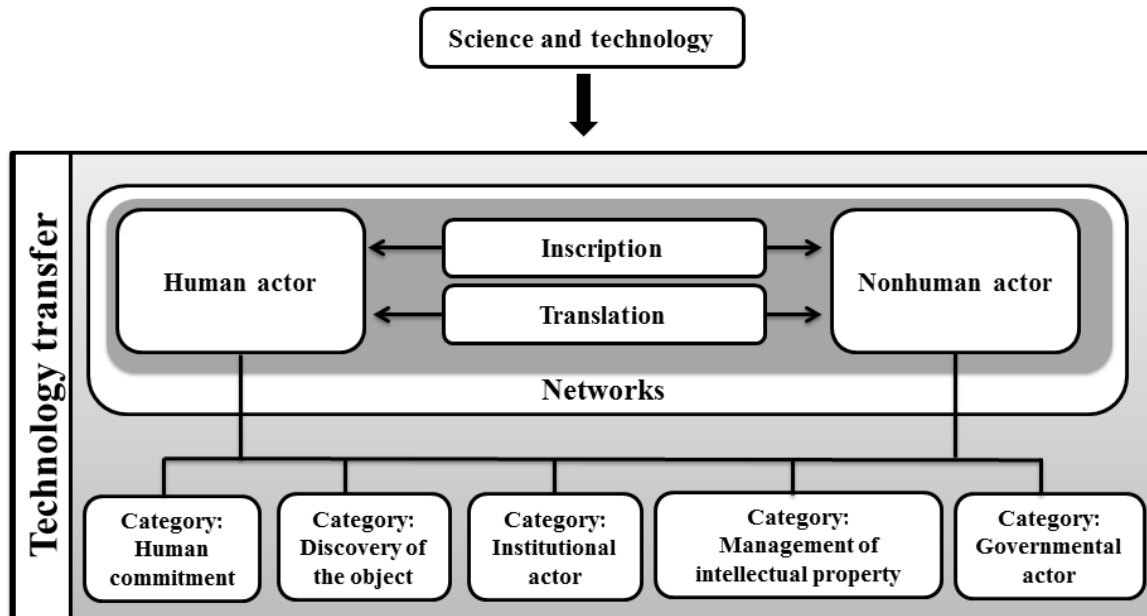 Science and technology
Technology transfer
Human actor
Inscription
Translation
Nonhuman actor
Networks
Category:
Human
commitment
Category:
Discovery of
the object
Category:
Institutional
actor
Category:
Management of
intellectual property
Category:
Governmental
actor